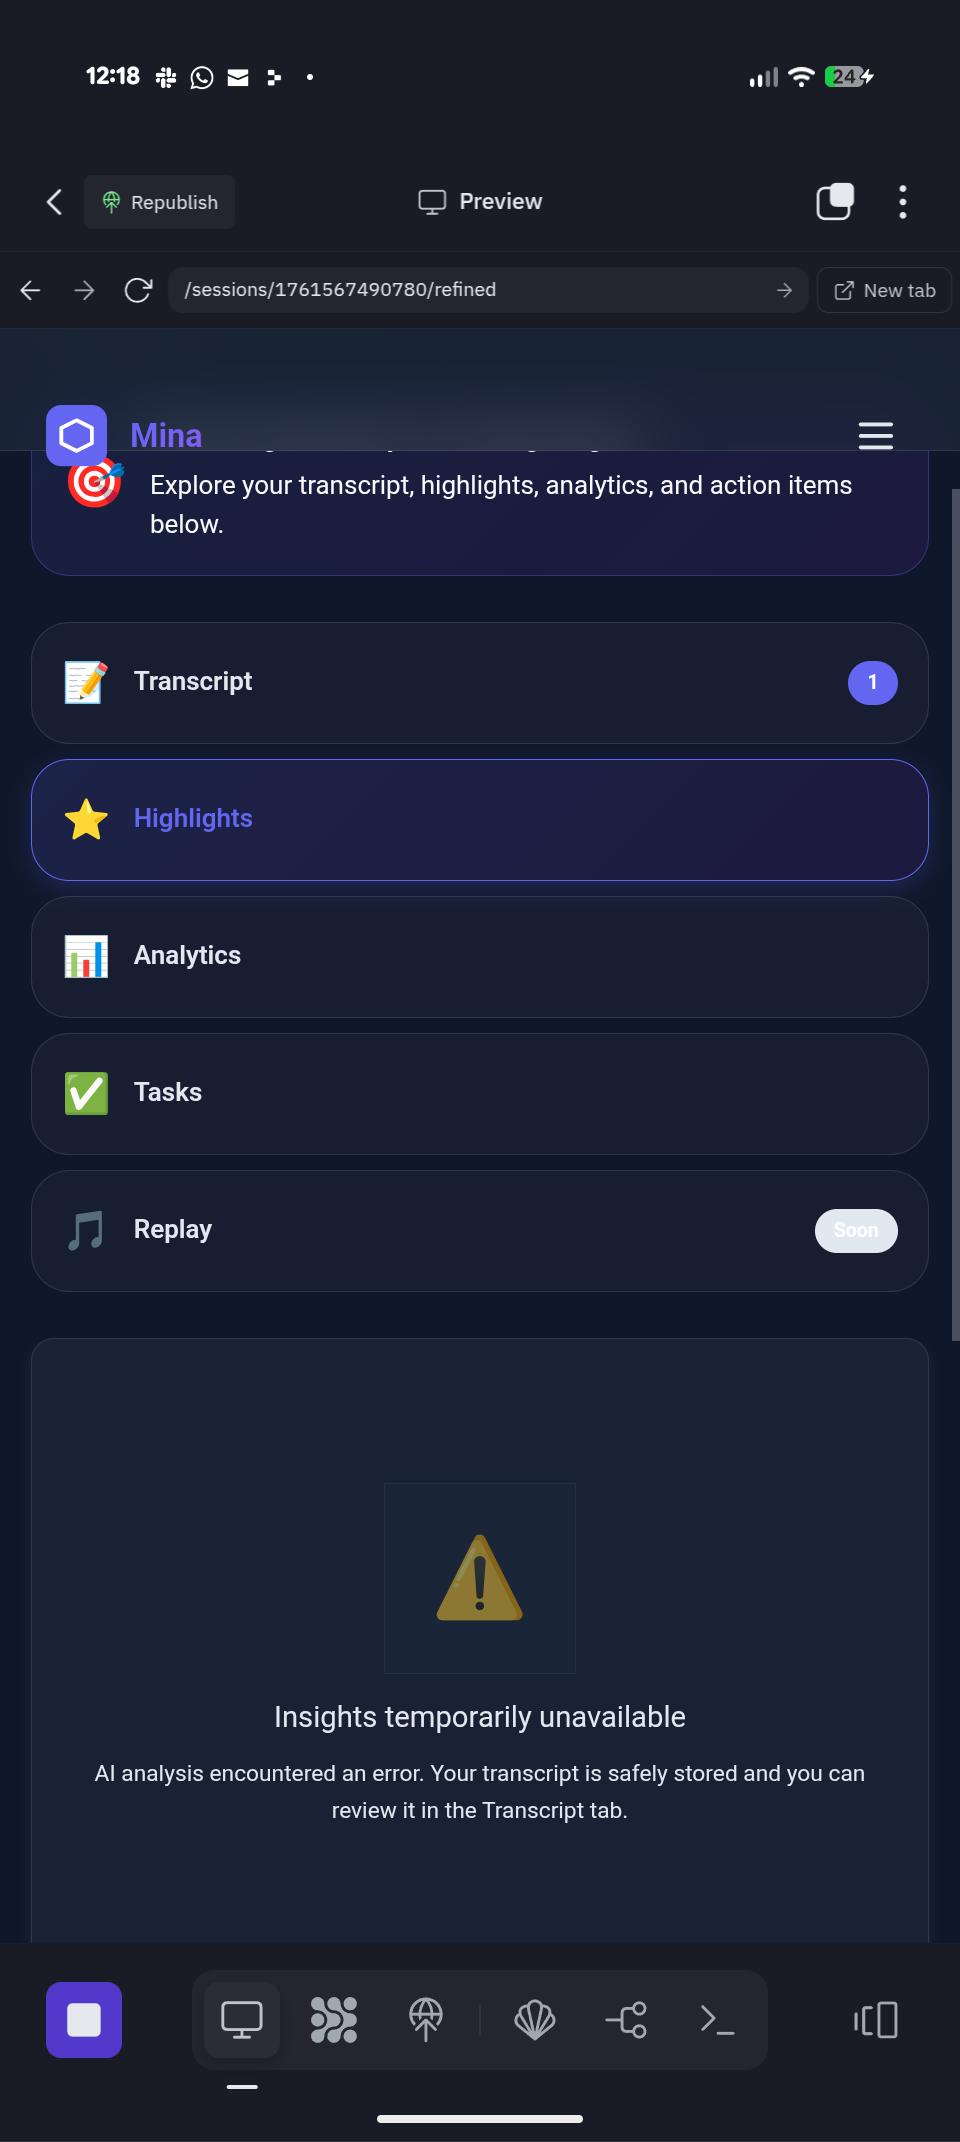 12:18
24
Republish
Preview
/sessions/1761567490780/refined
New tab
Mina
Explore your transcript, highlights, analytics, and action items
below.
Transcript
1
Highlights
Analytics
Tasks
Replay
Soon
Insights temporarily unavailable
AI analysis encountered an error. Your transcript is safely stored and you can
review it in the Transcript tab.